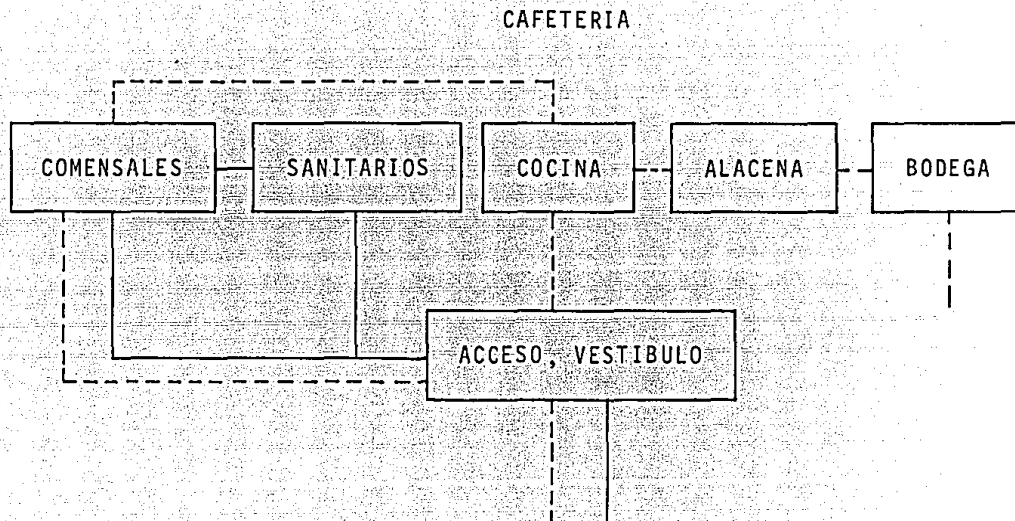 CAFETERIA
COMENSALES
SANITARIOS
COCINA
ALACENA
BODEGA
ACCESO, VESTIBULO